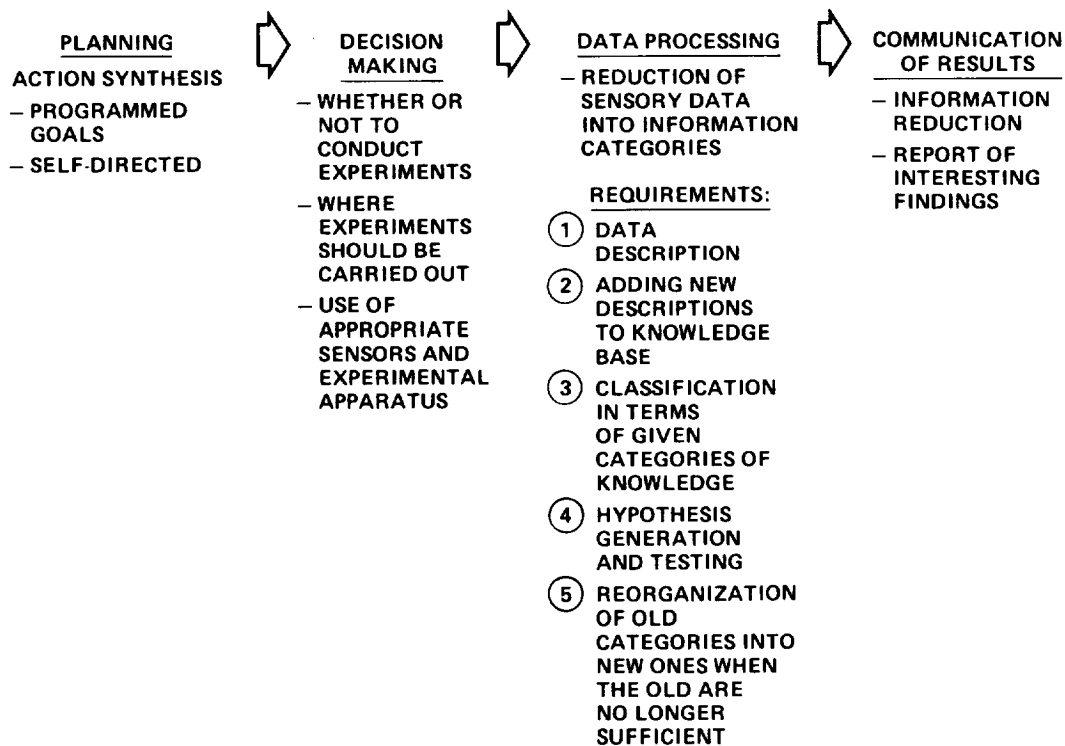 PLANNING
ACTION SYNTHESIS
– PROGRAMMED
GOALS
– SELF-DIRECTED
DECISION
MAKING
– WHETHER OR
NOT TO
CONDUCT
EXPERIMENTS
– WHERE
EXPERIMENTS
SHOULD BE
CARRIED OUT
– USE OF
APPROPRIATE
SENSORS AND
EXPERIMENTAL
APPARATUS
DATA PROCESSING
– REDUCTION OF
SENSORY DATA
INTO INFORMATION
CATEGORIES
REQUIREMENTS:
1 DATA
DESCRIPTION
2 ADDING NEW
DESCRIPTIONS
TO KNOWLEDGE
BASE
3 CLASSIFICATION
IN TERMS
OF GIVEN
CATEGORIES OF
KNOWLEDGE
4 HYPOTHESIS
GENERATION
AND TESTING
5 REORGANIZATION
OF OLD
CATEGORIES INTO
NEW ONES WHEN
THE OLD ARE
NO LONGER
SUFFICIENT
COMMUNICATION
OF RESULTS
– INFORMATION
REDUCTION
– REPORT OF
INTERESTING
FINDINGS